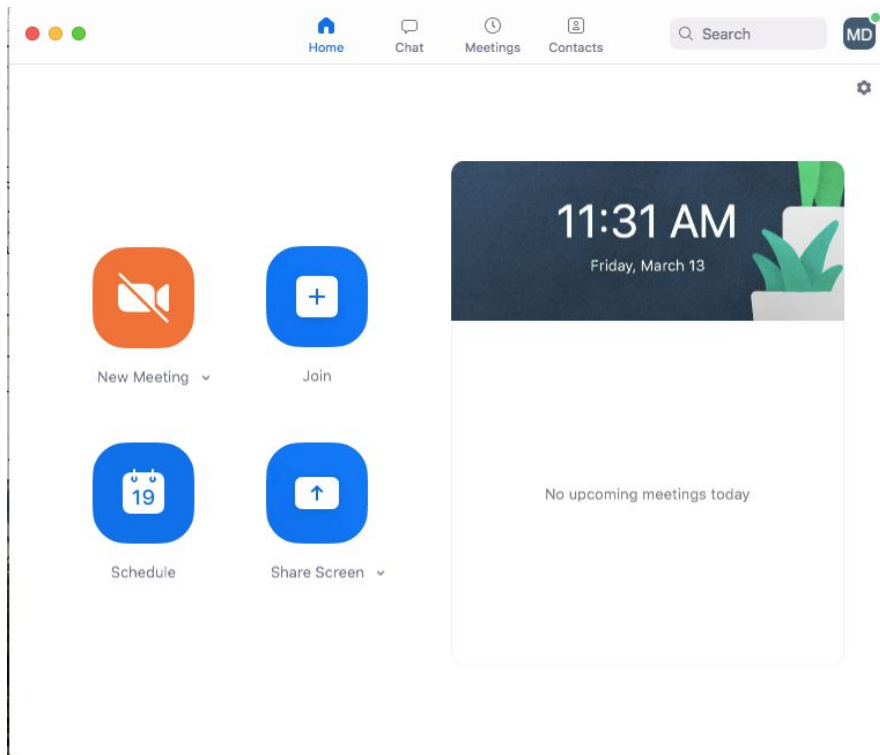 Home
Chat
Meetings
Contacts
Search
MD
11:31 AM
Friday, March 13
New Meeting
Join
19
Schedule
Share Screen
No upcoming meetings today